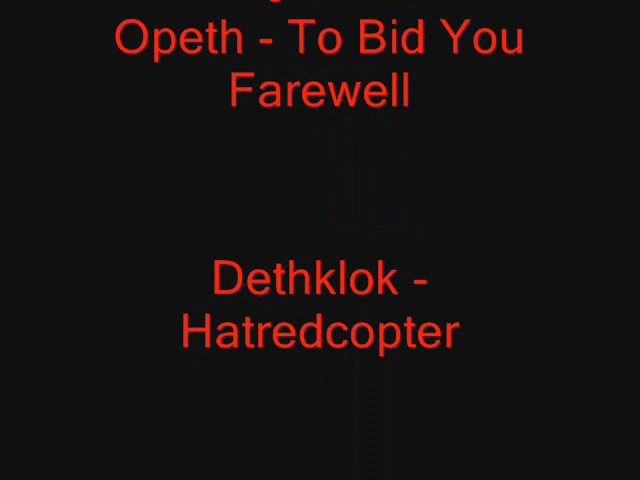 Opeth - To Bid You
Farewell
Dethklok -
Hatredcopter